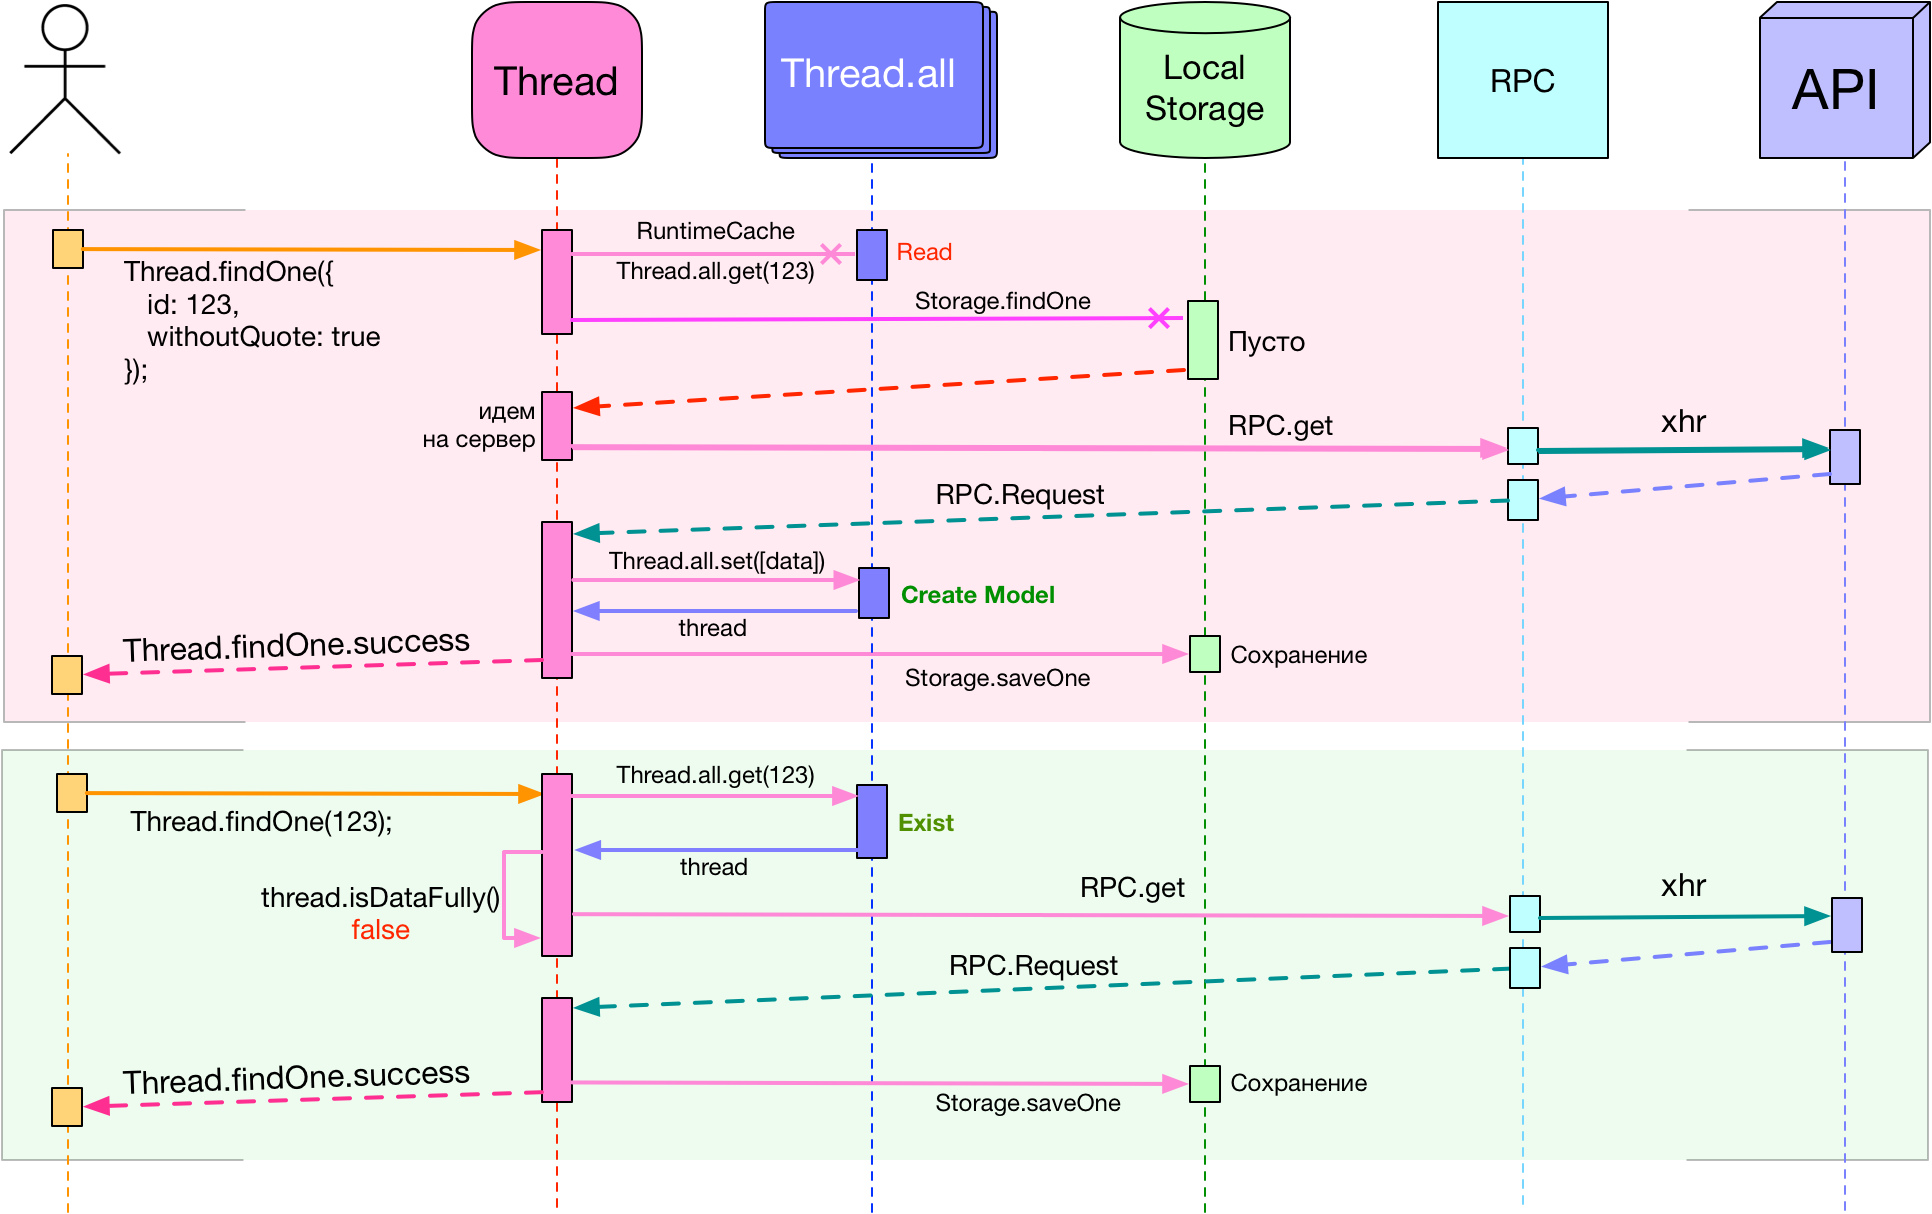 Thread
Thread.all
Local
Storage
RPC
API
RuntimeCache
Read
Thread.findOne({
id: 123,
withoutQuote: true
});
Thread.all.get(123)
Storage.findOne
Пусто
идем
на сервер
RPC.get
xhr
RPC.Request
Thread.all.set([data])
Create Model
thread
Thread.findOne.success
Сохранение
Storage.saveOne
Thread.all.get(123)
Thread.findOne(123);
Exist
thread
thread.isDataFully()
false
RPC.get
xhr
RPC.Request
Thread.findOne.success
Сохранение
Storage.saveOne